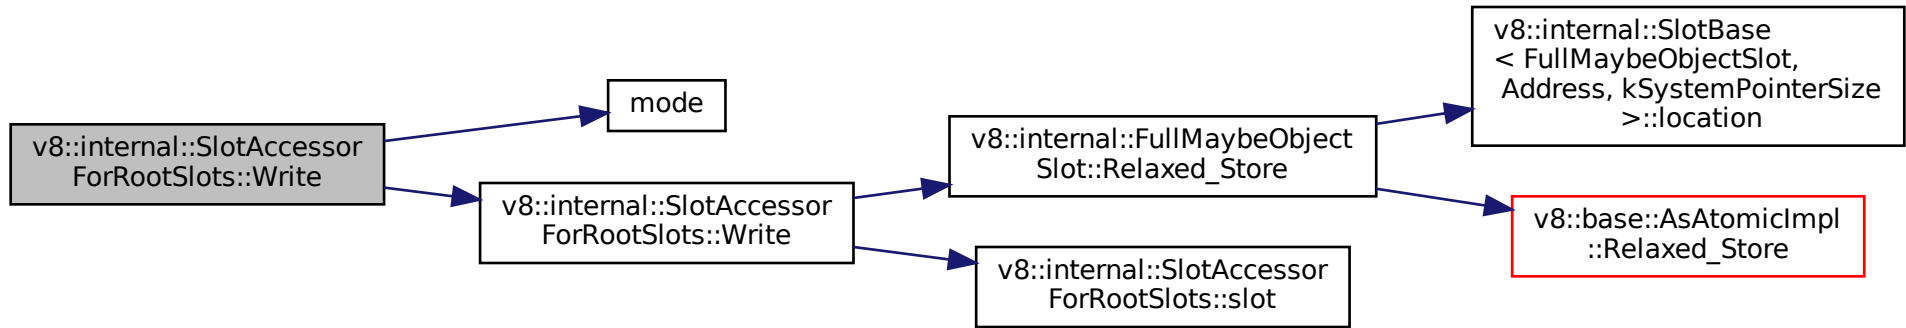 v8::internal::SlotAccessor
ForRootSlots::Write
mode
v8::internal::SlotAccessor
ForRootSlots::Write
v8::internal::FullMaybeObject
Slot::Relaxed_Store
v8::internal::SlotAccessor
ForRootSlots::slot
v8::internal::SlotBase
< FullMaybeObjectSlot,
Address, kSystemPointerSize
>::location
v8::base::AsAtomicImpl
::Relaxed_Store